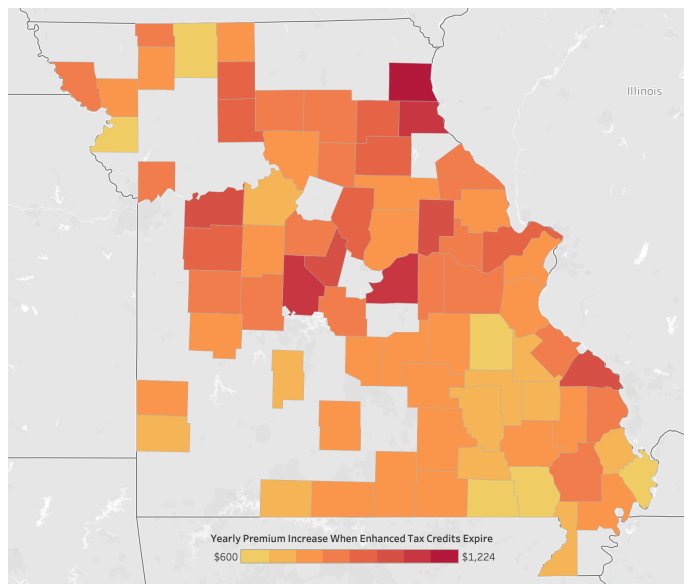 Illinois
Yearly Premium Increase When Enhanced Tax Credits Expire
$600 $1,224